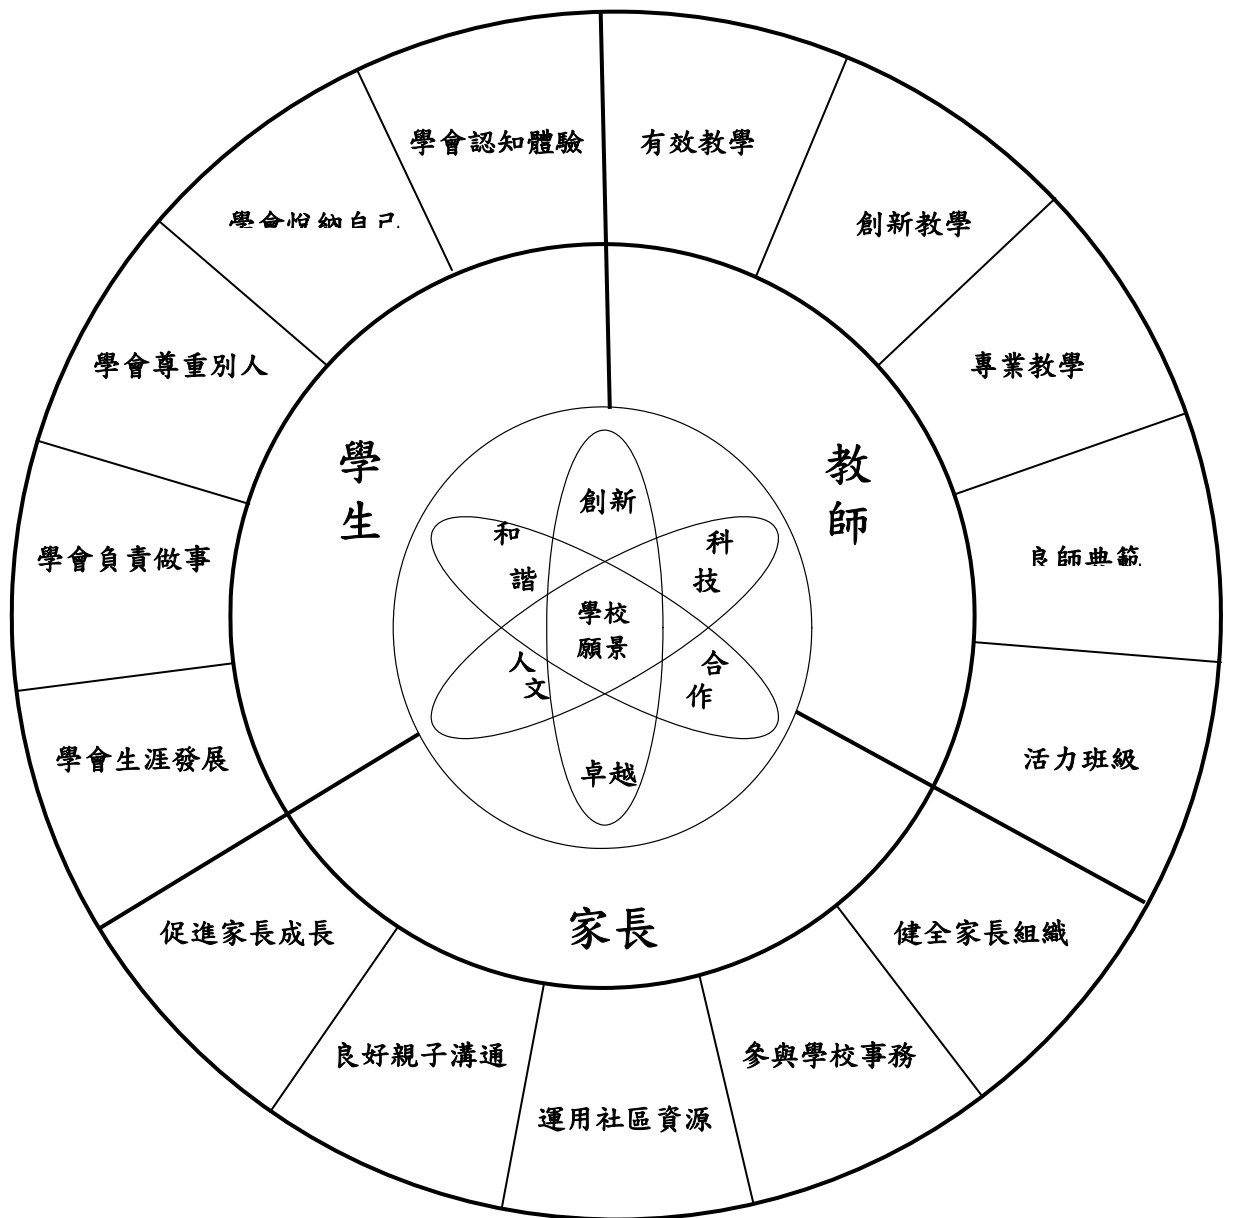 學會認知體驗
有效教學
學會悅納自己
創新教學
學會尊重別人
專業教學
學生
教師
創新
和諧
科技
學會負責做事
良師典範
學校
願景
人文
合作
學會生涯發展
活力班級
卓越
家長
促進家長成長
健全家長組織
良好親子溝通
參與學校事務
運用社區資源